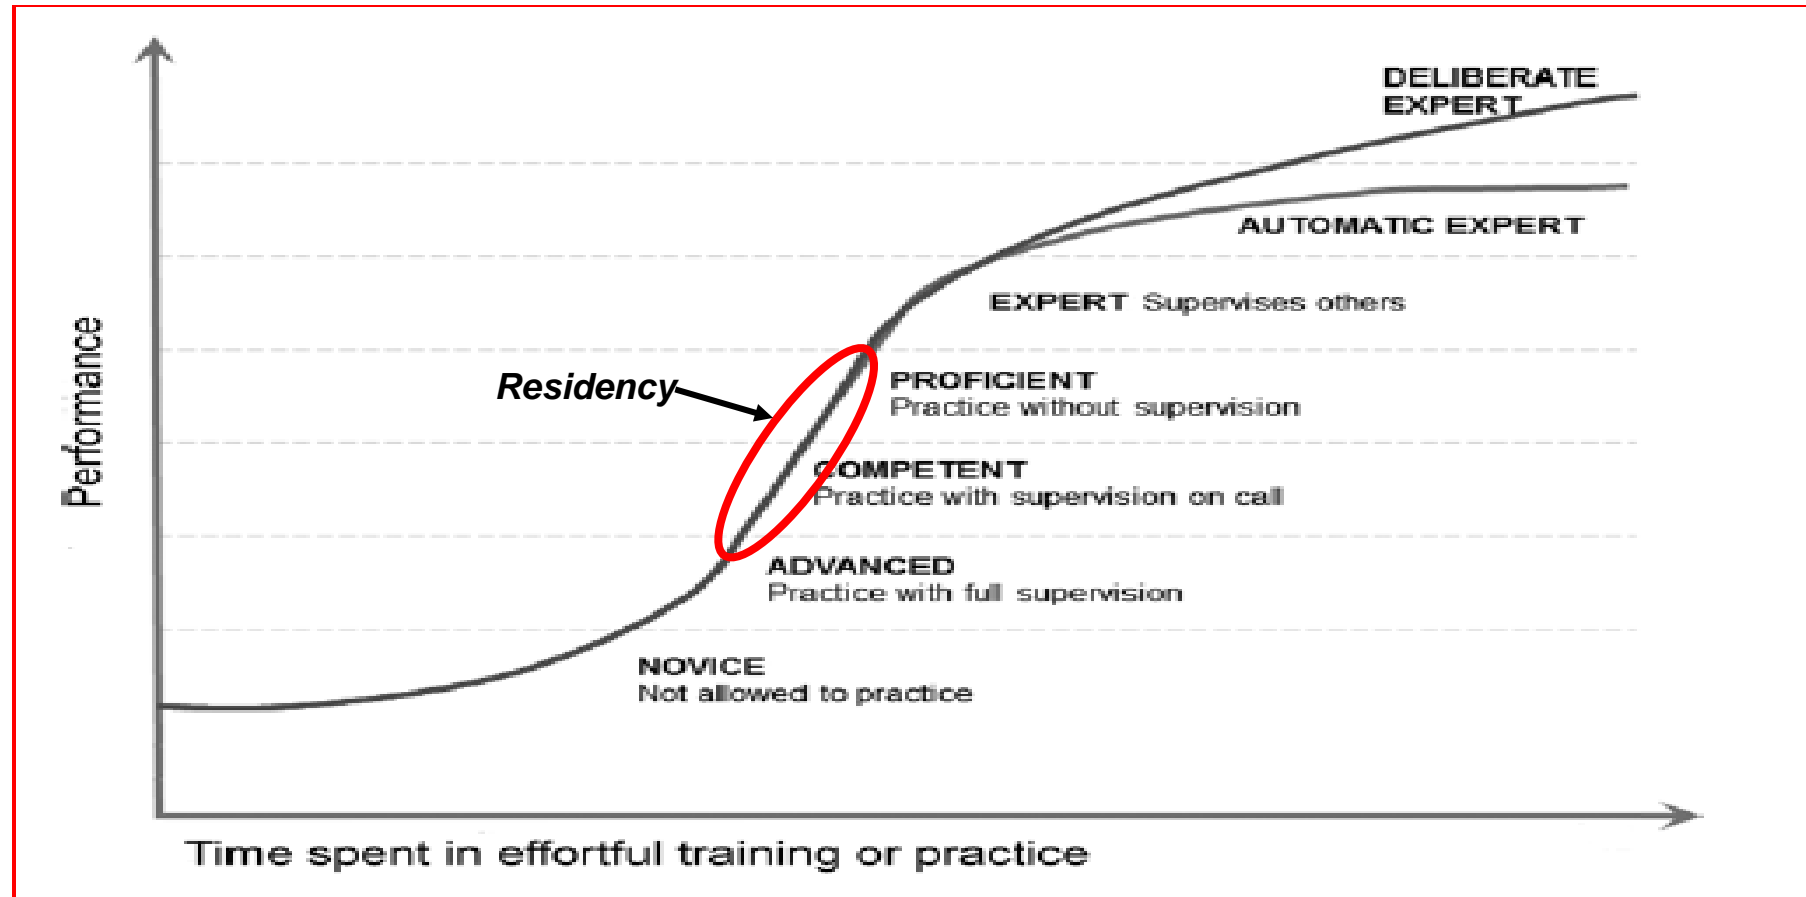 DELIBERATE
EXPERT
AUTOMATIC EXPERT
EXPERT Supervises others
Residency
PROFICIENT
Practice without supervision
COMPETENT
Practice with supervision on call
ADVANCED
Practice with full supervision
NOVICE
Not allowed to practice
Performance
Time spent in effortful training or practice